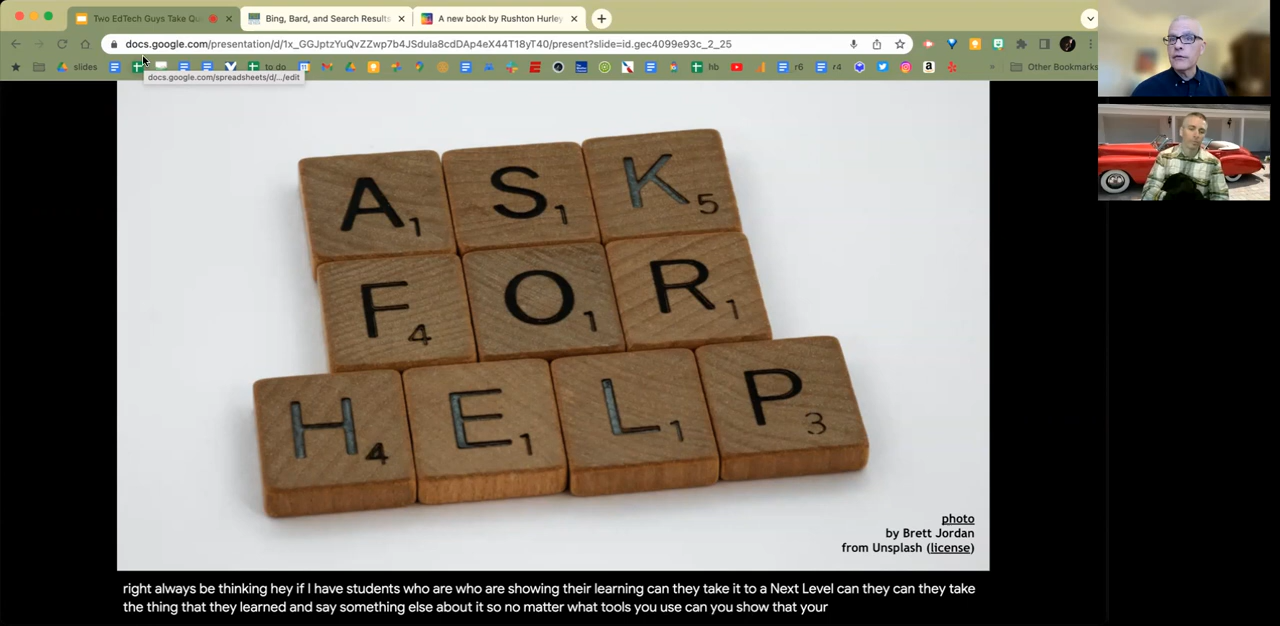 Two EdTech Guys Take Qu
Bing, Bard, and Search Results
A new book by Rushton Hurley
docs.google.com/presentation/d/1x_GGJptzYuQvZZwp7b4JSdula8cdDAp4eX44T18yT40/present?slide=id.gec4099e93c_2_25
slides
to do
hb
r6
r4
Other Bookmarks
docs.google.com/spreadsheets/d/.../edit
A1 S1 K5
F4 O1 R1
H4 E1 L1 P3
photo
by Brett Jordan
from Unsplash (license)
right always be thinking hey if I have students who are who are showing their learning can they take it to a Next Level can they can they take
the thing that they learned and say something else about it so no matter what tools you use can you show that your